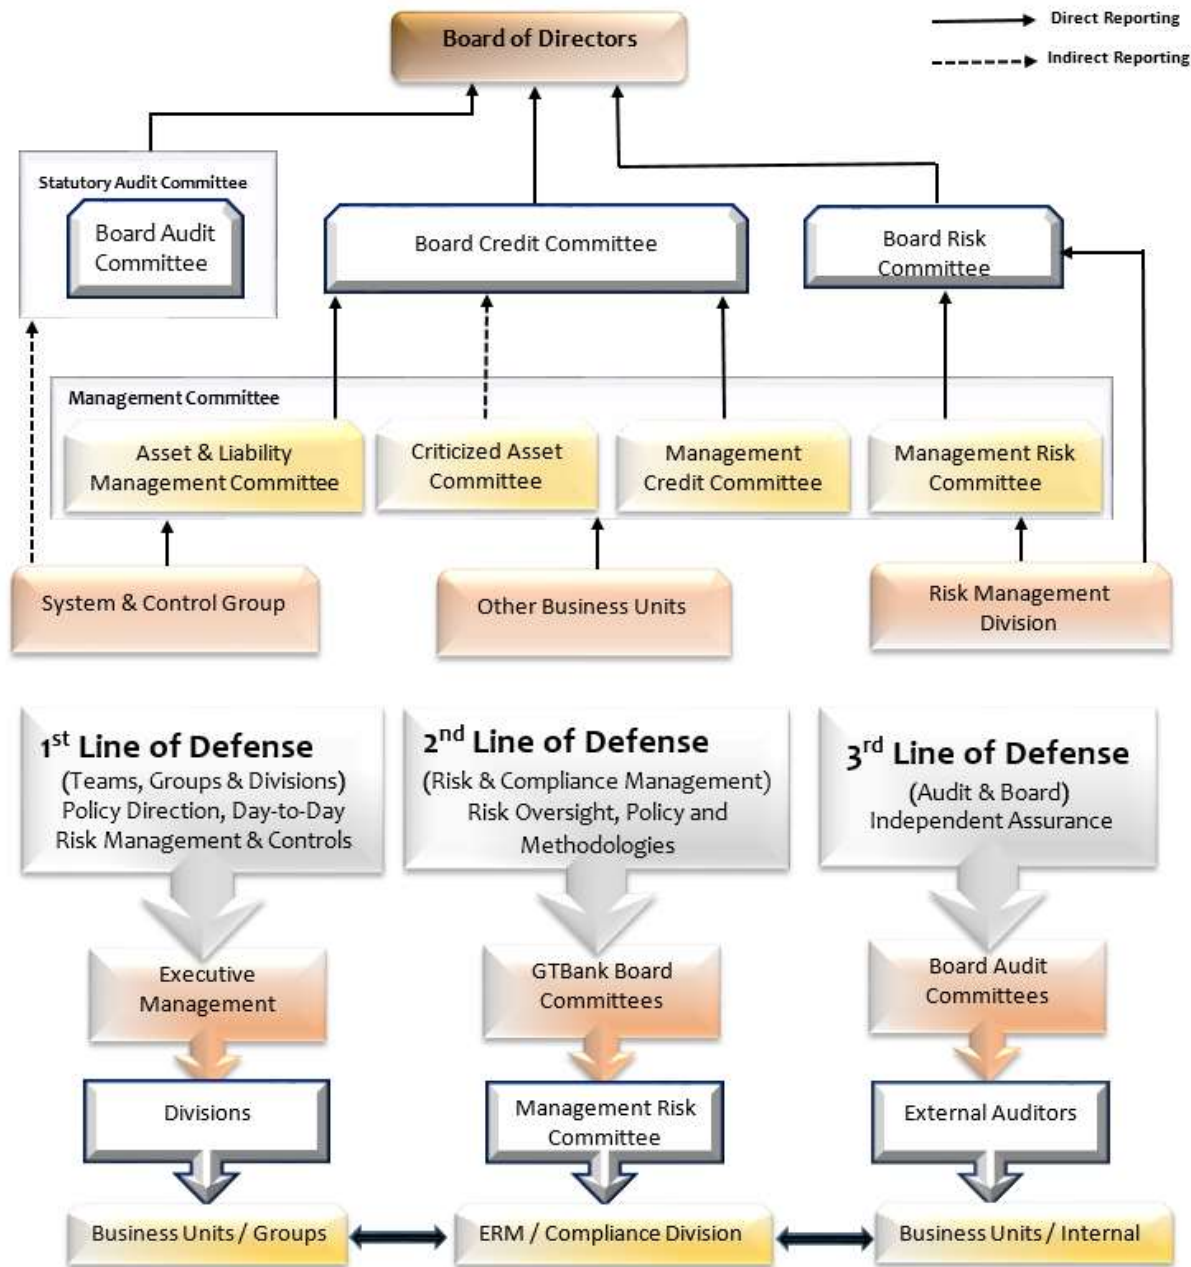 Board of Directors
Direct Reporting
Indirect Reporting
Statutory Audit Committee
Board Audit
Committee
Board Credit Committee
Board Risk
Committee
Management Committee
Asset & Liability
Management Committee
Criticized Asset
Committee
Management
Credit Committee
Management Risk
Committee
System & Control Group
Other Business Units
Risk Management
Division
1st Line of Defense
(Teams, Groups & Divisions)
Policy Direction, Day-to-Day
Risk Management & Controls
2nd Line of Defense
(Risk & Compliance Management)
Risk Oversight, Policy and
Methodologies
3rd Line of Defense
(Audit & Board)
Independent Assurance
Executive
Management
GTBank Board
Committees
Board Audit
Committees
Divisions
Management Risk
Committee
External Auditors
Business Units / Groups
ERM / Compliance Division
Business Units / Internal